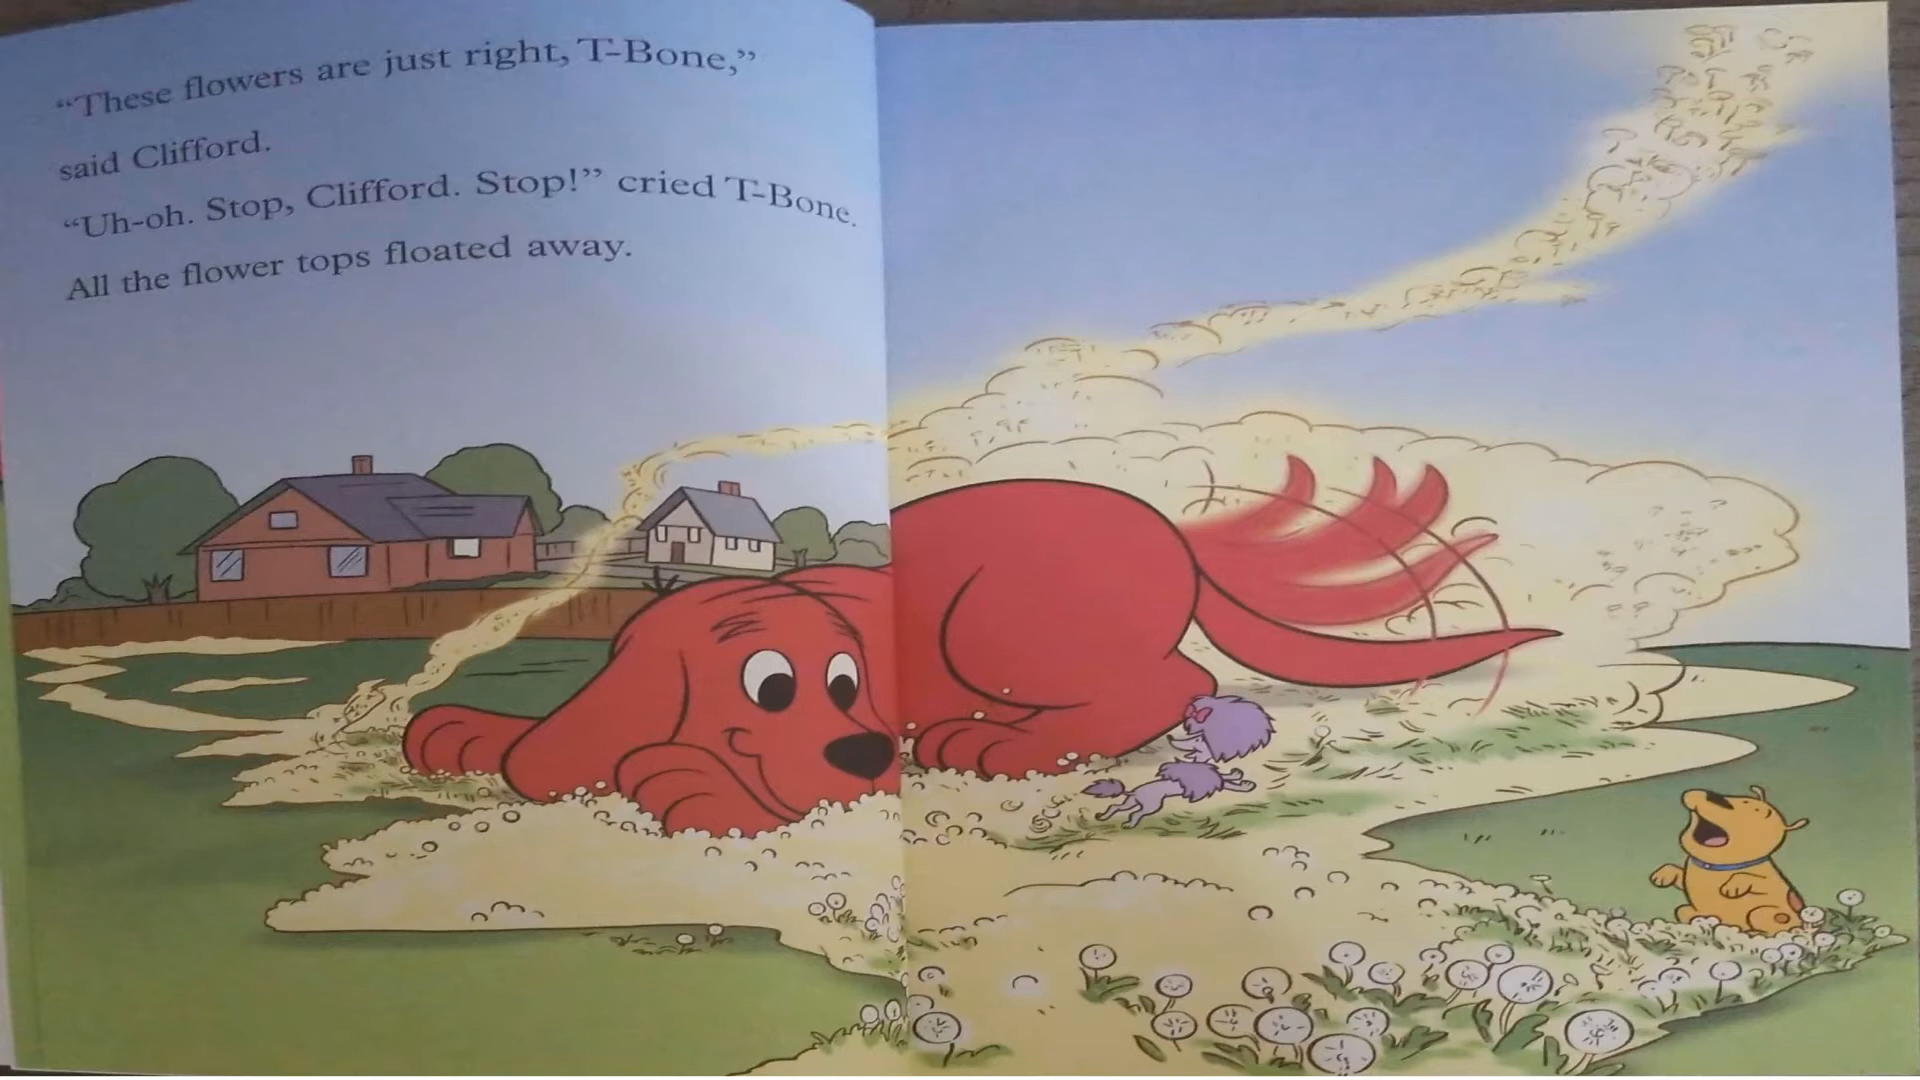 “These flowers are just right, T-Bone,”
said Clifford.
“Uh-oh. Stop, Clifford. Stop!” cried T-Bone.
All the flower tops floated away.